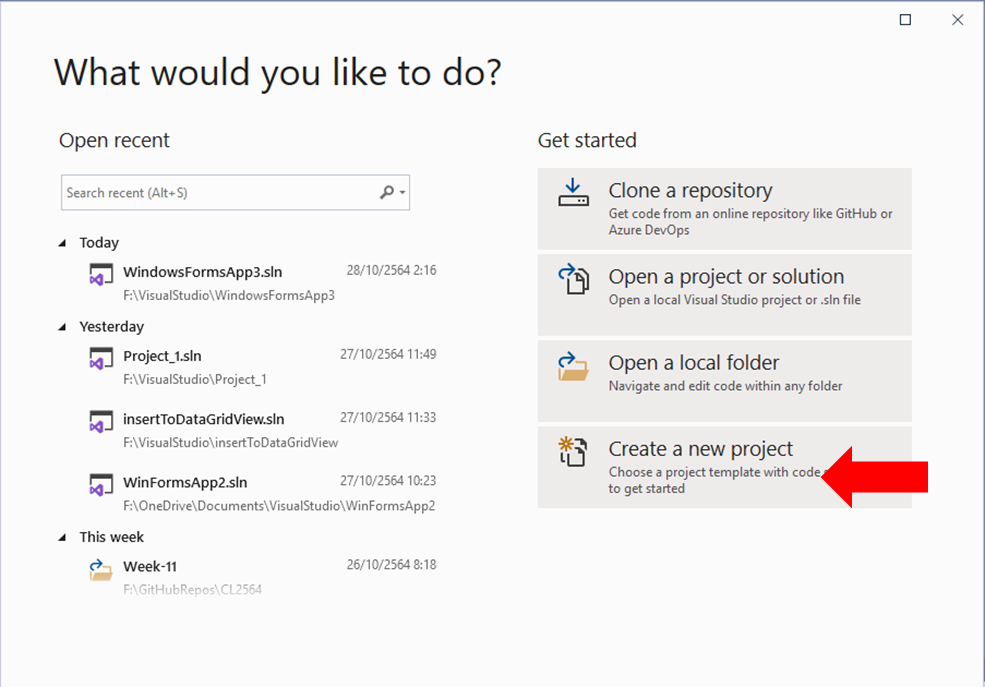 What would you like to do?
Open recent
Search recent (Alt+S)
Today
WindowsFormsApp3.sln 28/10/2564 2:16
F:\VisualStudio\WindowsFormsApp3
Yesterday
Project_1.sln 27/10/2564 11:49
F:\VisualStudio\Project_1
insertToDataGridView.sln 27/10/2564 11:33
F:\VisualStudio\insertToDataGridView
WinFormsApp2.sln 27/10/2564 10:23
F:\OneDrive\Documents\VisualStudio\WinFormsApp2
This week
Week-11 26/10/2564 8:18
F:\GitHubRepos\CL2564
Get started
Clone a repository
Get code from an online repository like GitHub or
Azure DevOps
Open a project or solution
Open a local Visual Studio project or .sln file
Open a local folder
Navigate and edit code within any folder
Create a new project
Choose a project template with code
to get started